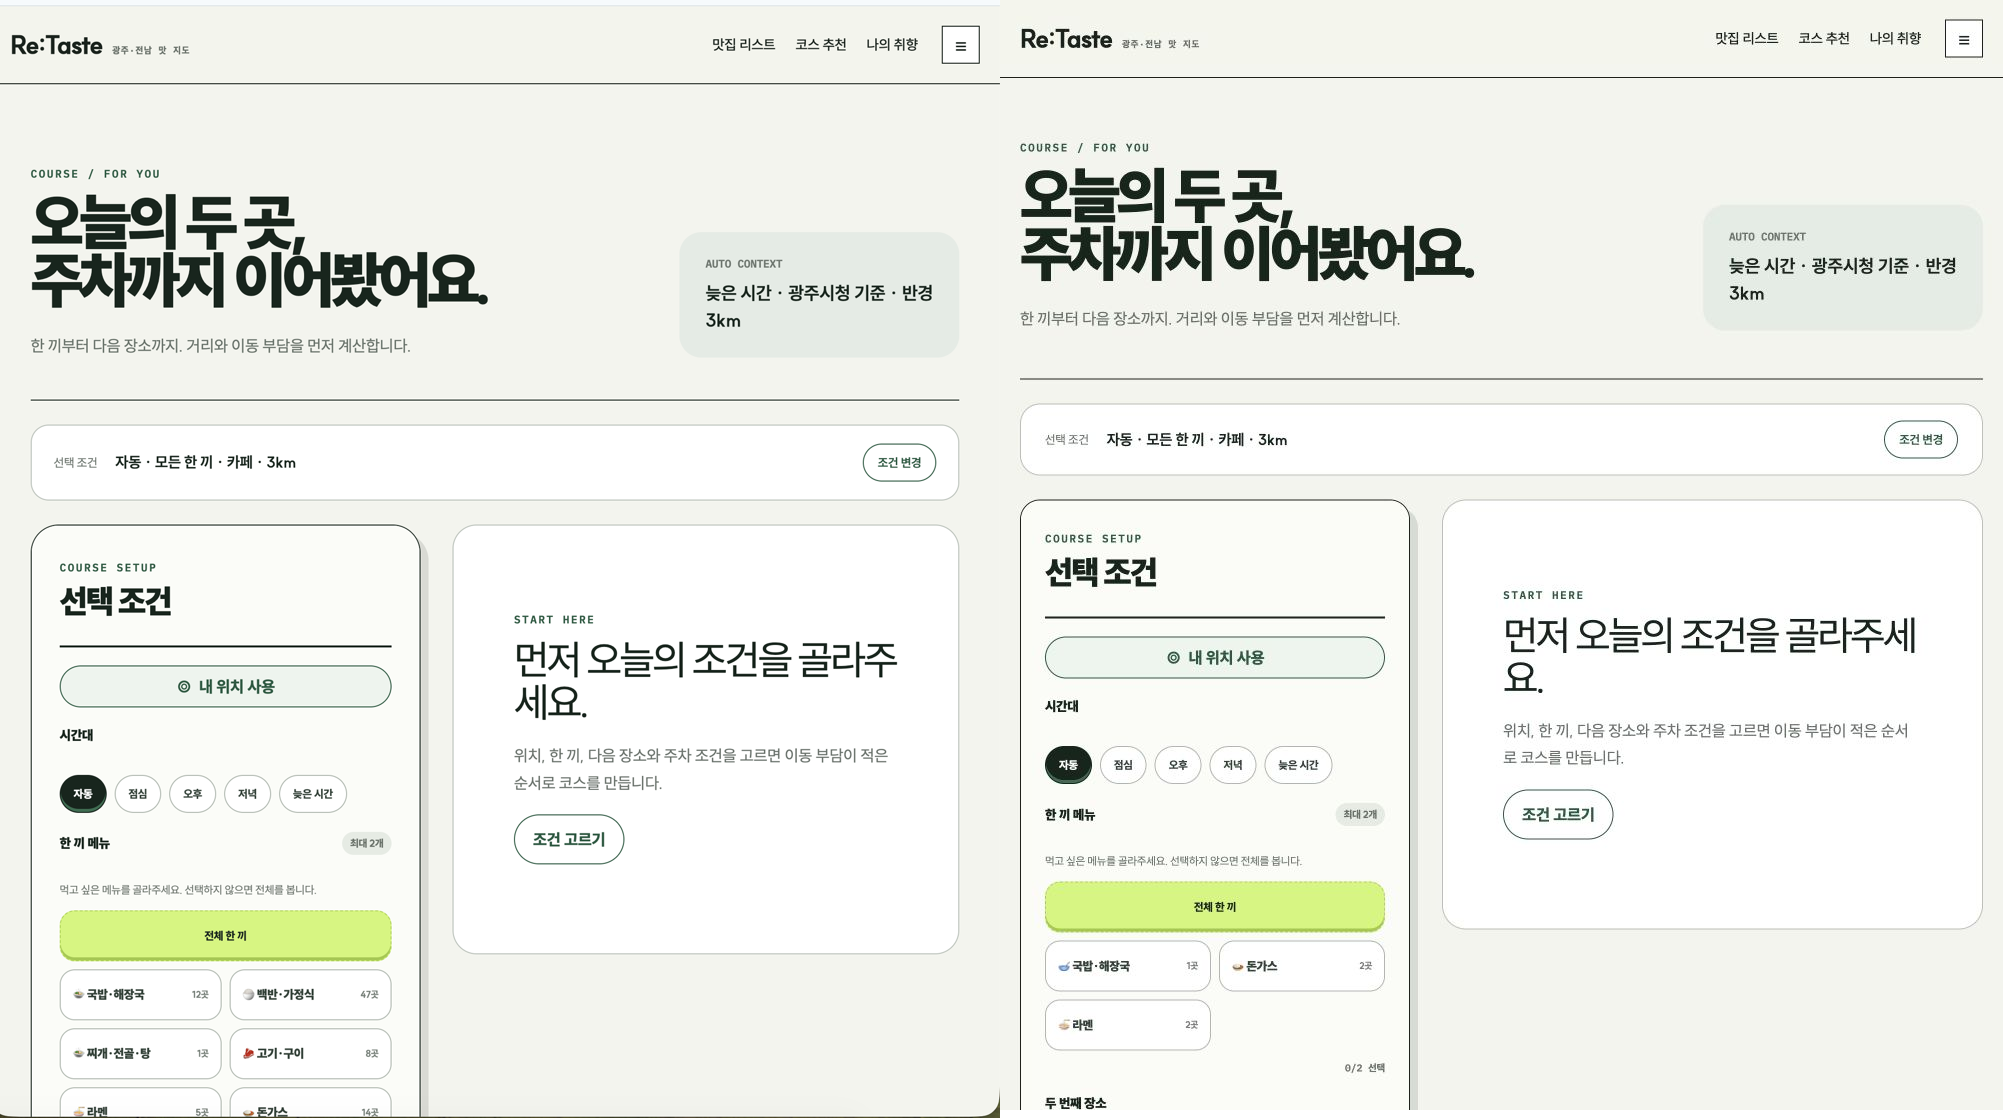 Re:Taste 광주·전남 맛 지도
맛집 리스트 코스 추천 나의 취향
COURSE / FOR YOU
오늘의 두 곳,
주차까지 이어봤어요.
한 끼부터 다음 장소까지. 거리와 이동 부담을 먼저 계산합니다.
AUTO CONTEXT
늦은 시간 · 광주시청 기준 · 반경
3km
선택 조건 자동 · 모든 한 끼 · 카페 · 3km
조건 변경
COURSE SETUP
선택 조건
◎ 내 위치 사용
시간대
자동 점심 오후 저녁 늦은 시간
한 끼 메뉴 최대 2개
먹고 싶은 메뉴를 골라주세요. 선택하지 않으면 전체를 봅니다.
전체 한 끼
국밥·해장국 12곳
백반·가정식 47곳
찌개·전골·탕 1곳
고기·구이 8곳
라멘 5곳
돈가스 14곳
START HERE
먼저 오늘의 조건을 골라주
세요.
위치, 한 끼, 다음 장소와 주차 조건을 고르면 이동 부담이 적은
순서로 코스를 만듭니다.
조건 고르기
Re:Taste 광주·전남 맛 지도
맛집 리스트 코스 추천 나의 취향
COURSE / FOR YOU
오늘의 두 곳,
주차까지 이어봤어요.
한 끼부터 다음 장소까지. 거리와 이동 부담을 먼저 계산합니다.
AUTO CONTEXT
늦은 시간 · 광주시청 기준 · 반경
3km
선택 조건 자동 · 모든 한 끼 · 카페 · 3km
조건 변경
COURSE SETUP
선택 조건
◎ 내 위치 사용
시간대
자동 점심 오후 저녁 늦은 시간
한 끼 메뉴 최대 2개
먹고 싶은 메뉴를 골라주세요. 선택하지 않으면 전체를 봅니다.
전체 한 끼
국밥·해장국 1곳
돈가스 2곳
라멘 2곳
0/2 선택
두 번째 장소
START HERE
먼저 오늘의 조건을 골라주세
요.
위치, 한 끼, 다음 장소와 주차 조건을 고르면 이동 부담이 적은 순서
로 코스를 만듭니다.
조건 고르기